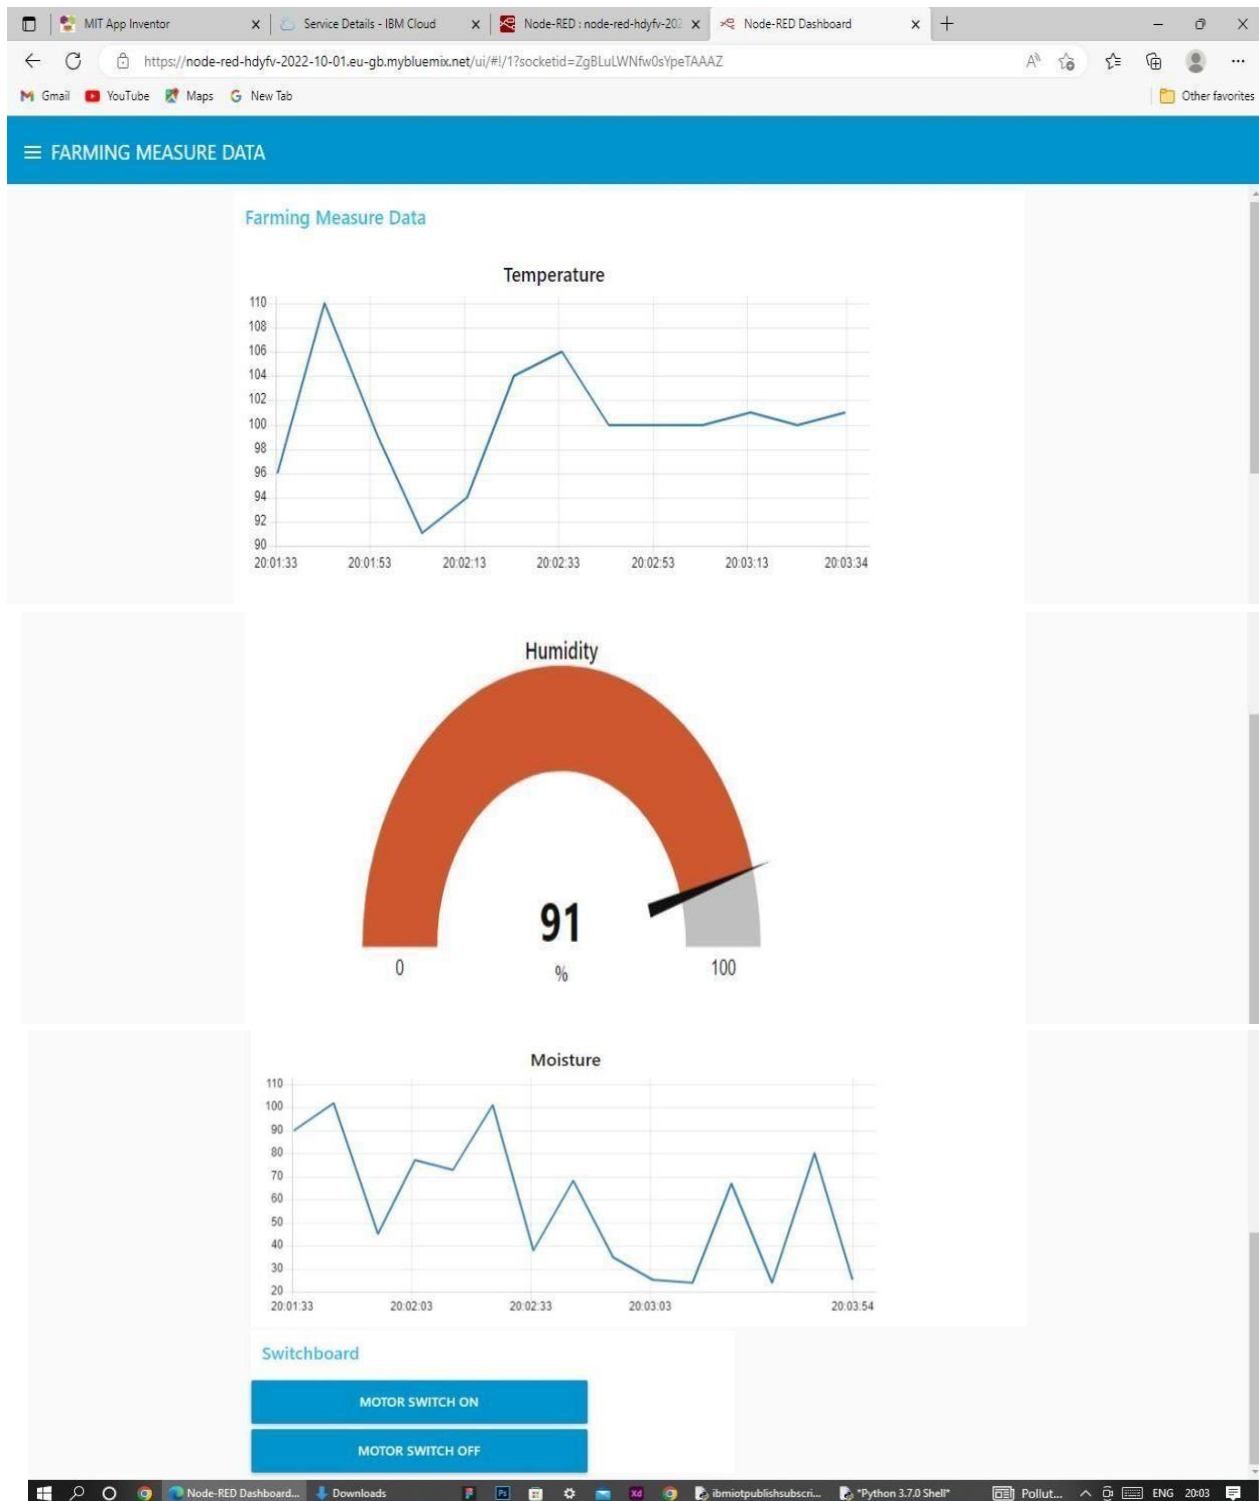 MIT App Inventor
Service Details - IBM Cloud
Node-RED : node-red-hdyfv-202
Node-RED Dashboard
https://node-red-hdyfv-2022-10-01.eu-gb.mybluemix.net/ui/#!/1?socketid=ZgBLuLWNfw0sYpeTAAAZ
Gmail YouTube Maps New Tab Other favorites
FARMING MEASURE DATA
Farming Measure Data
Temperature
110
108
106
104
102
100
98
96
94
92
90
20:01:33 20:01:53 20:02:13 20:02:33 20:02:53 20:03:13 20:03:34
Humidity
91
0 % 100
Moisture
110
100
90
80
70
60
50
40
30
20
20:01:33 20:02:03 20:02:33 20:03:03 20:03:54
Switchboard
MOTOR SWITCH ON
MOTOR SWITCH OFF
Node-RED Dashboard... Downloads Ps Xd ibmiotpublishsubscri... *Python 3.7.0 Shell* Pollut... ENG 20:03